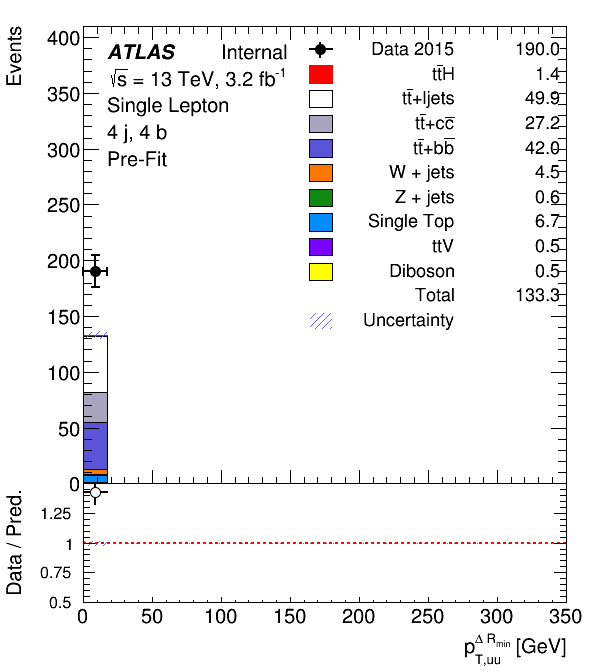 Events
400
350
300
250
200
150
100
50
0
ATLAS Internal
√s = 13 TeV, 3.2 fb⁻¹
Single Lepton
4 j, 4 b
Pre-Fit
Data 2015 190.0
tt̄H 1.4
tt̄+ljets 49.9
tt̄+cc̄ 27.2
tt̄+bb̄ 42.0
W + jets 4.5
Z + jets 0.6
Single Top 6.7
ttV 0.5
Diboson 0.5
Total 133.3
Uncertainty
Data / Pred.
1.25
1
0.75
0.5
0 50 100 150 200 250 300 350
p_{T,uu}^{Δ R_{min}} [GeV]